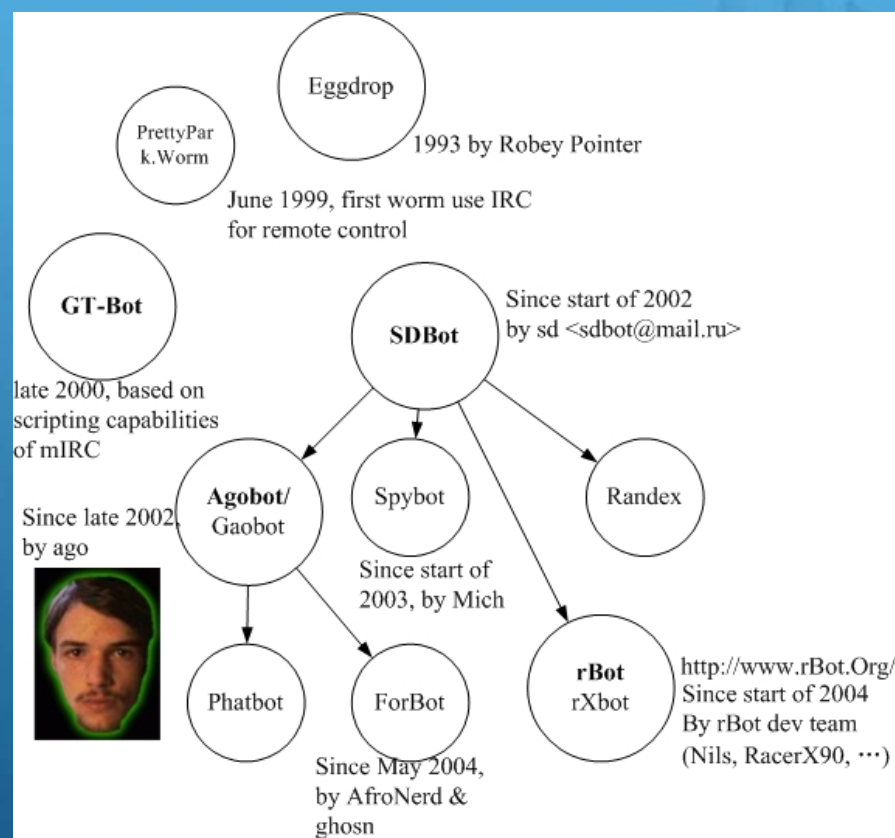 Eggdrop
1993 by Robey Pointer
PrettyPar
k.Worm
June 1999, first worm use IRC
for remote control
GT-Bot
late 2000, based on
scripting capabilities
of mIRC
SDBot
Since start of 2002
by sd <sdbot@mail.ru>
Agobot/
Gaobot
Since late 2002,
by ago
Spybot
Since start of
2003, by Mich
Randex
Phatbot
ForBot
Since May 2004,
by AfroNerd &
ghosn
rBot
rXbot
http://www.rBot.Org/
Since start of 2004
By rBot dev team
(Nils, RacerX90, ⋯)